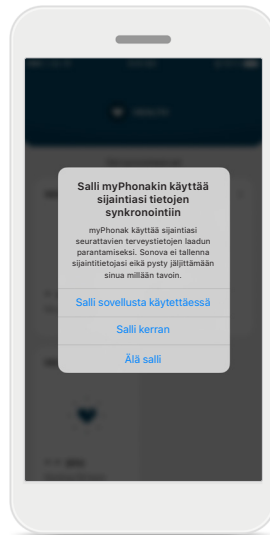 Salli myPhonakin käyttää
sijaintiasi tietojen
synkronointiin
myPhonak käyttää sijaintiasi
seurattavien terveystietojen laadun
parantamiseksi. Sonova ei tallenna
sijaintitietojasi eikä pysty jäljittämään
sinua millään tavoin.
Salli sovellusta käytettäessä
Salli kerran
Älä salli